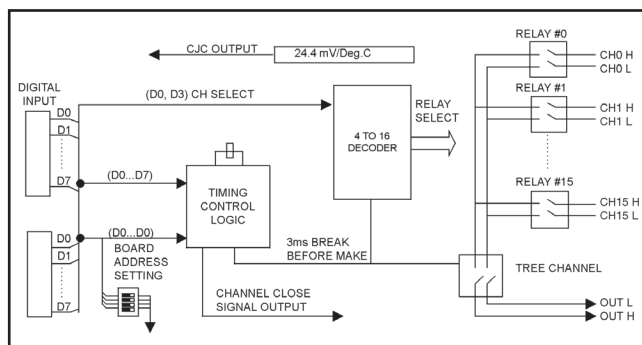 CJC OUTPUT
24.4 mV/Deg.C
RELAY #0
CH0 H
CH0 L
DIGITAL
INPUT
D0
D1
D7
(D0, D3) CH SELECT
4 TO 16
DECODER
RELAY
SELECT
RELAY #1
CH1 H
CH1 L
(D0...D7)
TIMING
CONTROL
LOGIC
RELAY #15
CH15 H
CH15 L
D0
D1
D7
(D0...D0)
BOARD
ADDRESS
SETTING
3ms BREAK
BEFORE MAKE
TREE CHANNEL
CHANNEL CLOSE
SIGNAL OUTPUT
OUT L
OUT H